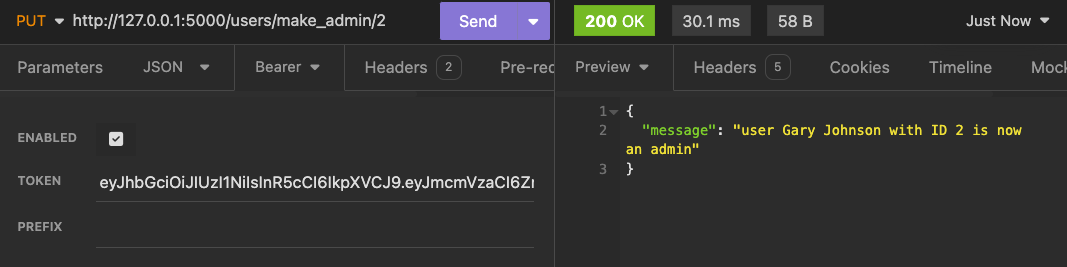 PUT http://127.0.0.1:5000/users/make_admin/2 Send 200 OK 30.1 ms 58 B Just Now
Parameters JSON Bearer Headers 2 Pre-rec Preview Headers 5 Cookies Timeline Mock
ENABLED
TOKEN eyJhbGciOiJIUzI1NiIsInR5cCI6IkpXVCJ9.eyJmcmVzaCI6Zr
PREFIX
1 {
2 "message": "user Gary Johnson with ID 2 is now
an admin"
3 }